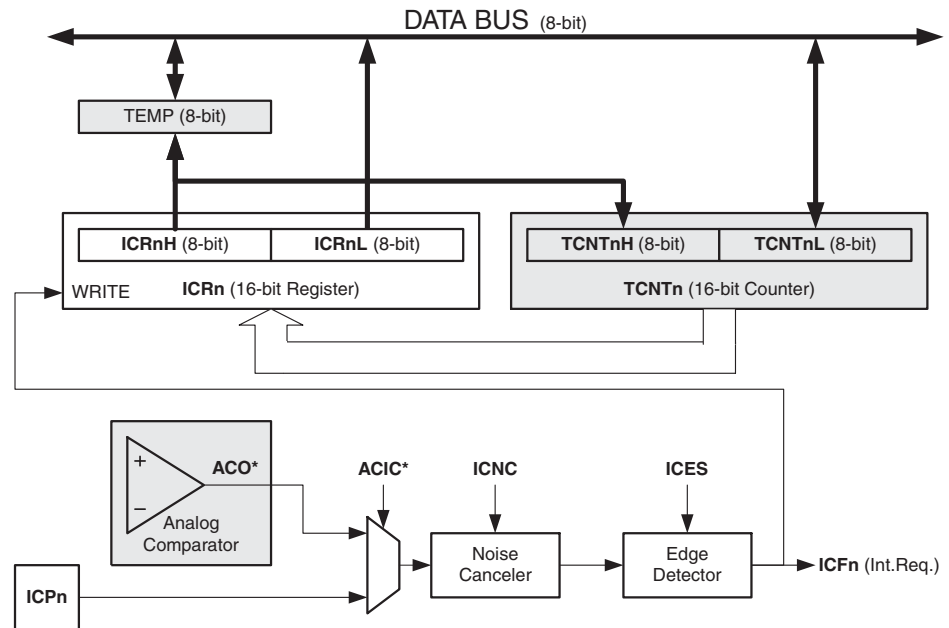 DATA BUS (8-bit)
TEMP (8-bit)
ICRnH (8-bit) ICRnL (8-bit) TCNTnH (8-bit) TCNTnL (8-bit)
WRITE ICRn (16-bit Register) TCNTn (16-bit Counter)
+ ACO* ACIC* ICNC ICES
−
Analog
Comparator
Noise
Canceler
Edge
Detector
ICFn (Int.Req.)
ICPn